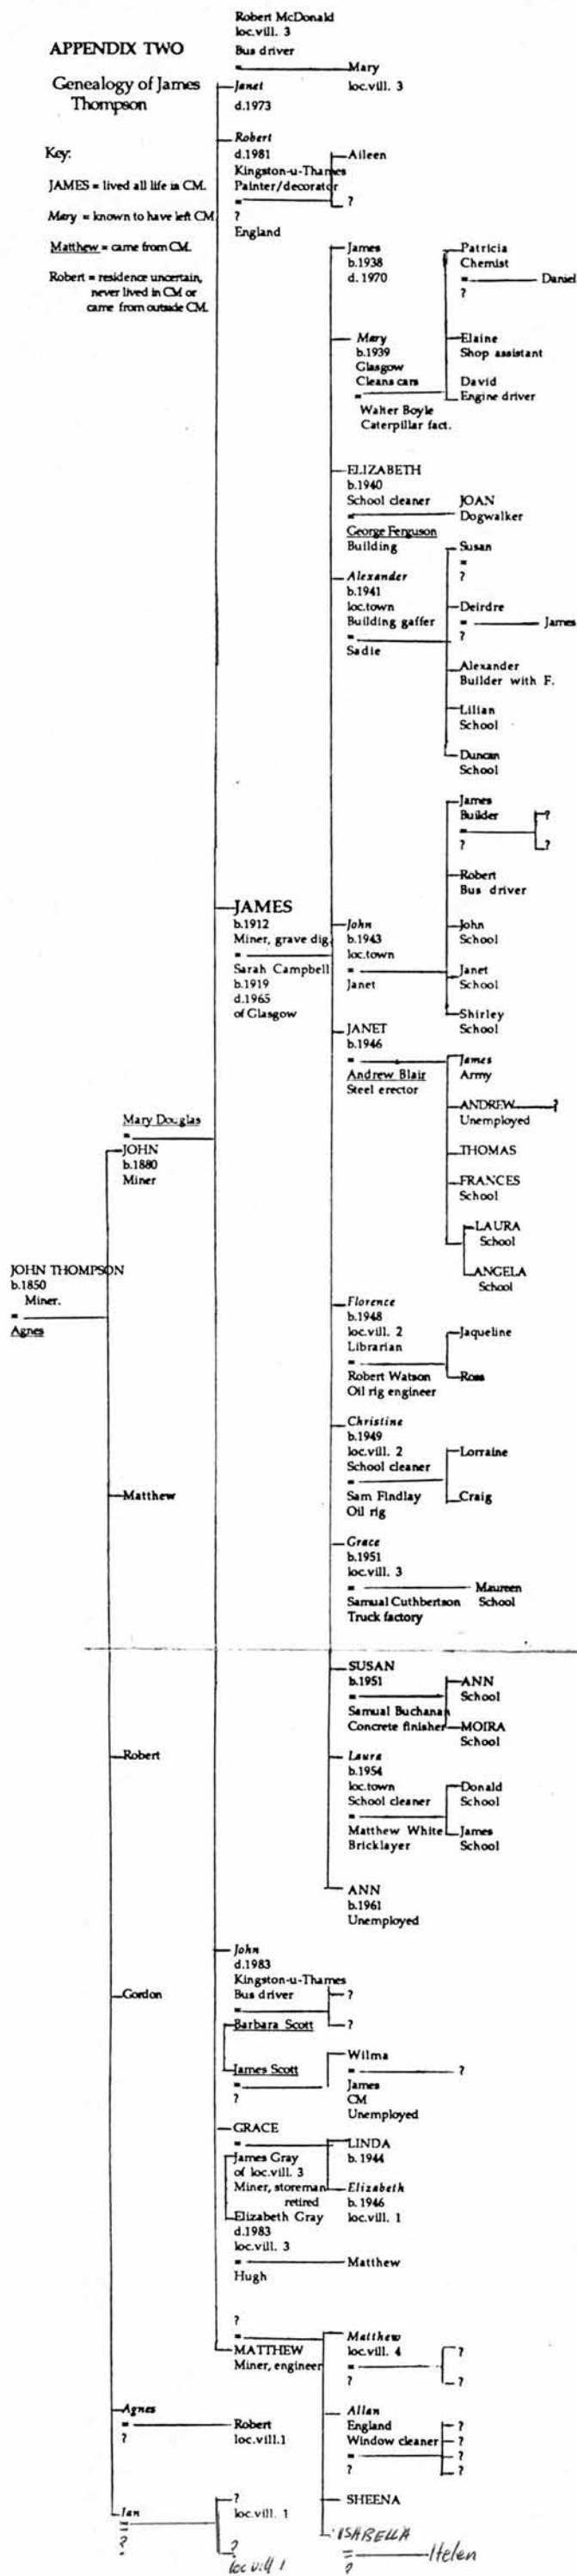 APPENDIX TWO
Genealogy of James
Thompson
Key:
JAMES = lived all life in CM.
Mary = known to have left CM
Matthew = came from CM.
Robert = residence uncertain,
never lived in CM or
came from outside CM.
Robert McDonald
loc.vill. 3
Bus driver
= Mary
Janet loc.vill. 3
d.1973
Robert
d.1981 Aileen
Kingston-u-Thames
Painter/decorator
= ?
?
England
James Patricia
b.1938 Chemist
d. 1970 = Daniel
?
Mary Elaine
b.1939 Shop assistant
Glasgow
Cleans cars David
= Engine driver
Walter Boyle
Caterpillar fact.
ELIZABETH
b.1940
School cleaner JOAN
= Dogwalker
George Ferguson
Building Susan
=
Alexander ?
b.1941
loc.town Deirdre
Building gaffer = James
= ?
Sadie
Alexander
Builder with F.
Lilian
School
Duncan
School
James
Builder ?
=
? ?
Robert
Bus driver
JAMES
b.1912 John John
Miner, grave dig. b.1943 School
= loc.town
Sarah Campbell = Janet
b.1919 Janet School
d.1965
of Glasgow Shirley
JANET School
b.1946
= James
Andrew Blair Army
Steel erector
ANDREW ?
Unemployed
Mary Douglas
=
JOHN THOMAS
b.1880
Miner FRANCES
School
LAURA
School
JOHN THOMPSON ANGELA
b.1850 School
Miner.
=
Agnes
Florence
b.1948
loc.vill. 2 Jaqueline
Librarian
=
Robert Watson Ross
Oil rig engineer
Christine
b.1949
loc.vill. 2 Lorraine
School cleaner
=
Matthew Sam Findlay Craig
Oil rig
Grace
b.1951
loc.vill. 3
= Maureen
Samual Cuthbertson School
Truck factory
SUSAN
b.1951 ANN
= School
Samual Buchanan
Concrete finisher MOIRA
School
Robert Laura
b.1954
loc.town Donald
School cleaner School
=
Matthew White James
Bricklayer School
ANN
b.1961
Unemployed
John
d.1983
Kingston-u-Thames
Gordon Bus driver ?
=
Barbara Scott ?
Wilma
James Scott = ?
= James
? CM
Unemployed
GRACE
= LINDA
James Gray b. 1944
of loc.vill. 3
Miner, storeman Elizabeth
retired b. 1946
Elizabeth Gray loc.vill. 1
d.1983
loc.vill. 3
= Matthew
Hugh
?
= Matthew
MATTHEW loc.vill. 4 ?
Miner, engineer =
? ?
Agnes Allan
= Robert England ?
? loc.vill.1 Window cleaner ?
= ?
? ?
? SHEENA
Ian loc.vill. 1
= ISABELLA
? ? = Helen
loc vill 1 ?